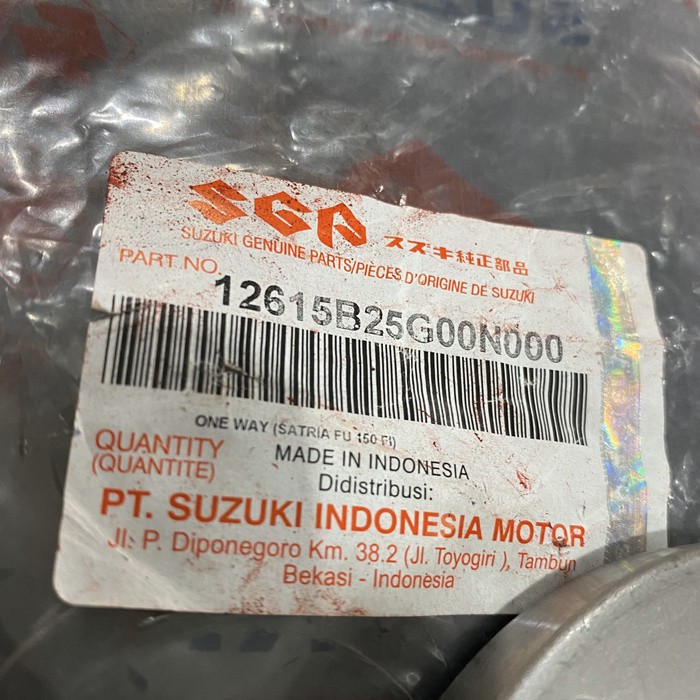 SGP スズキ純正部品
SUZUKI GENUINE PARTS/PIÈCES D'ORIGINE DE SUZUKI
PART NO. 12615B25G00N000
ONE WAY (SATRIA FU 150 FI)
QUANTITY
(QUANTITE)
MADE IN INDONESIA
Didistribusi:
PT. SUZUKI INDONESIA MOTOR
Jl. P. Diponegoro Km. 38.2 (Jl. Toyogiri ), Tambun
Bekasi - Indonesia